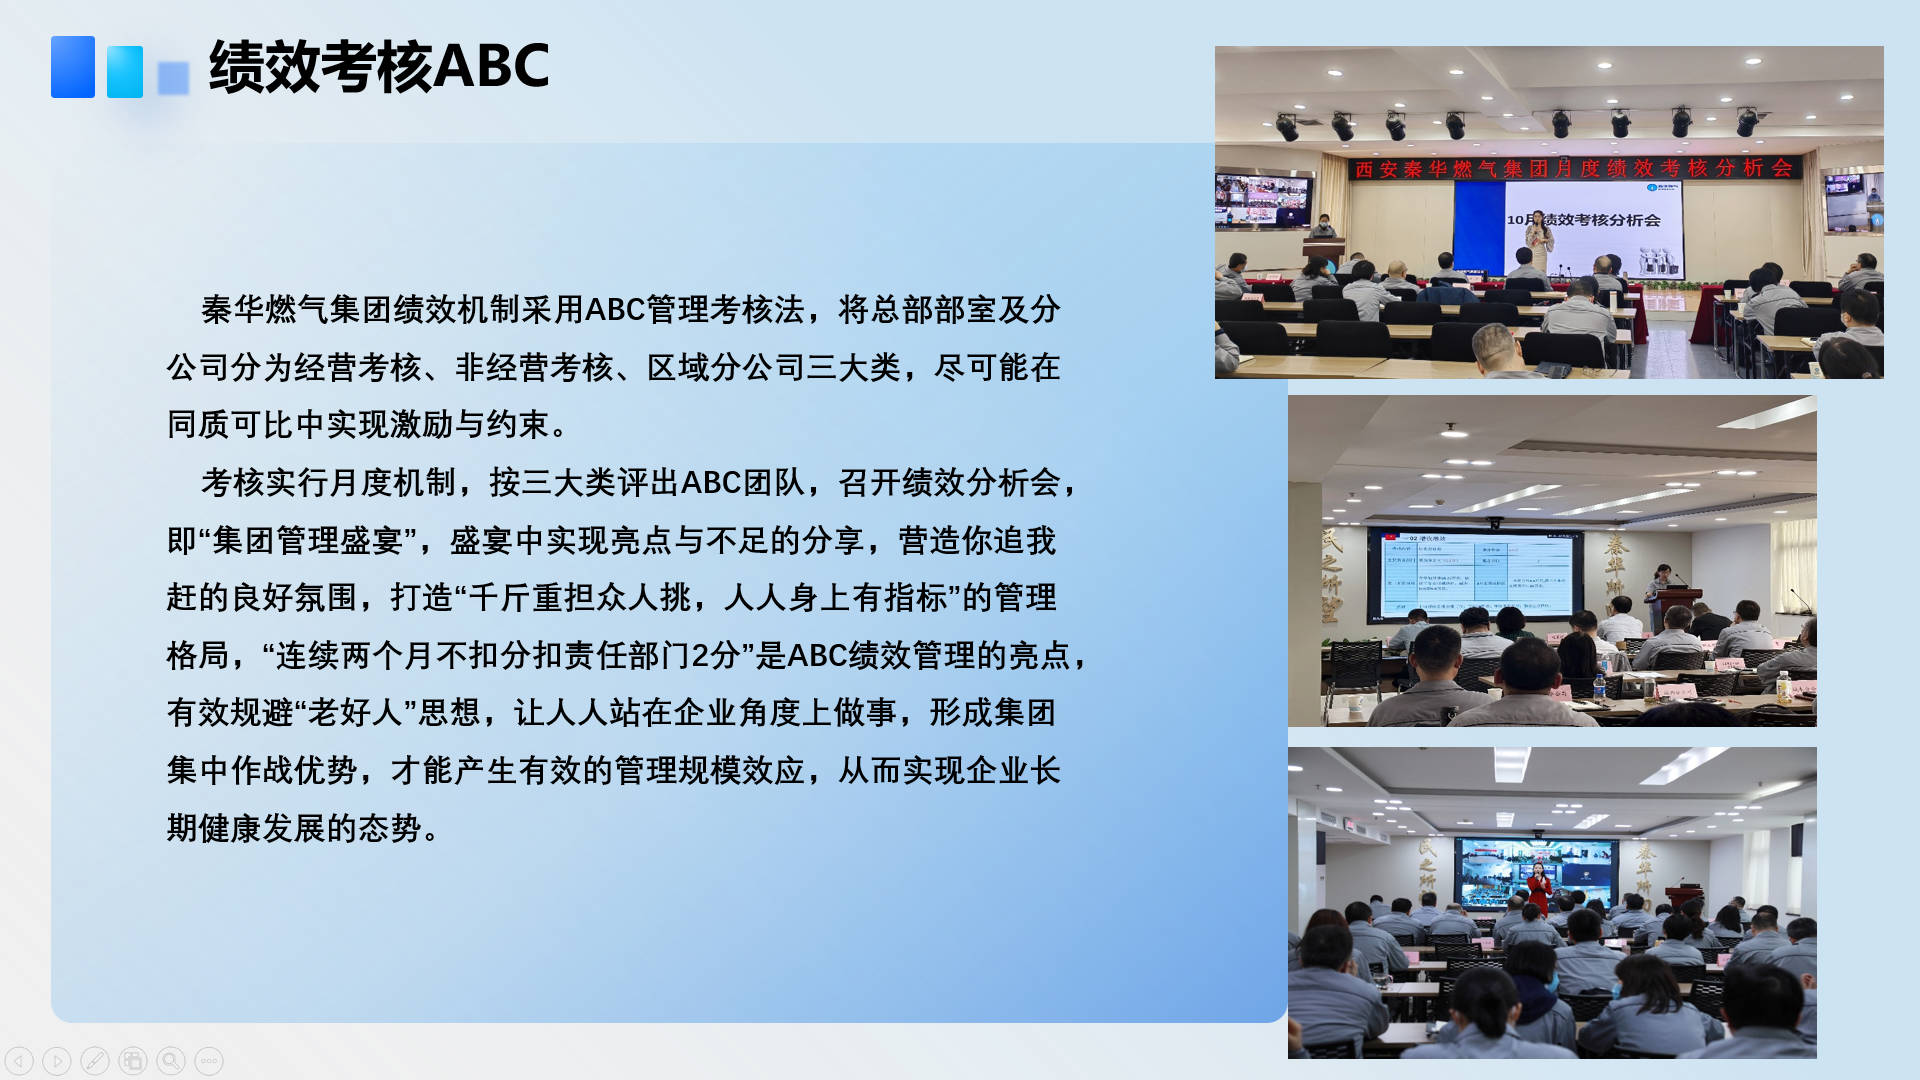 绩效考核ABC
秦华燃气集团绩效机制采用ABC管理考核法，将总部部室及分
公司分为经营考核、非经营考核、区域分公司三大类，尽可能在
同质可比中实现激励与约束。
考核实行月度机制，按三大类评出ABC团队，召开绩效分析会，
即“集团管理盛宴”，盛宴中实现亮点与不足的分享，营造你追我
赶的良好氛围，打造“千斤重担众人挑，人人身上有指标”的管理
格局，“连续两个月不扣分扣责任部门2分”是ABC绩效管理的亮点，
有效规避“老好人”思想，让人人站在企业角度上做事，形成集团
集中作战优势，才能产生有效的管理规模效应，从而实现企业长
期健康发展的态势。
西安秦华燃气集团月度绩效考核分析会
10月绩效考核分析会
民之所望
秦华所
民之所
秦华所